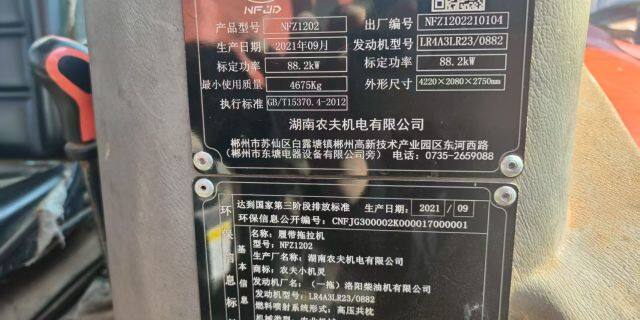 NFJD
产品型号 NFZ1202 出厂编号 NFZ1202210104
生产日期 2021年09月 发动机型号 LR4A3LR23/0882
标定功率 88.2kW 标定功率 88.2kW
最小使用质量 4675Kg 外形尺寸 4220×2080×2750mm
执行标准 GB/T15370.4-2012
湖南农夫机电有限公司
郴州市苏仙区白露塘镇郴州高新技术产业园区东河西路
(郴州市东塘电器设备有限公司旁) 电话:0735-2659088
达到国家第三阶段排放标准 生产日期: 2021 / 09
环保信息公开编号: CNFJG300002K000017000001
环保信息标
基本信息
名称:履带拖拉机
型号:NFZ1202
生产厂名称:湖南农夫机电有限公司
商标:农夫小机灵
发动机厂名:(一拖)洛阳柴油机有限公司
发动机型号:LR4A3LR23/0882
燃料喷射系统形式:高压共轨